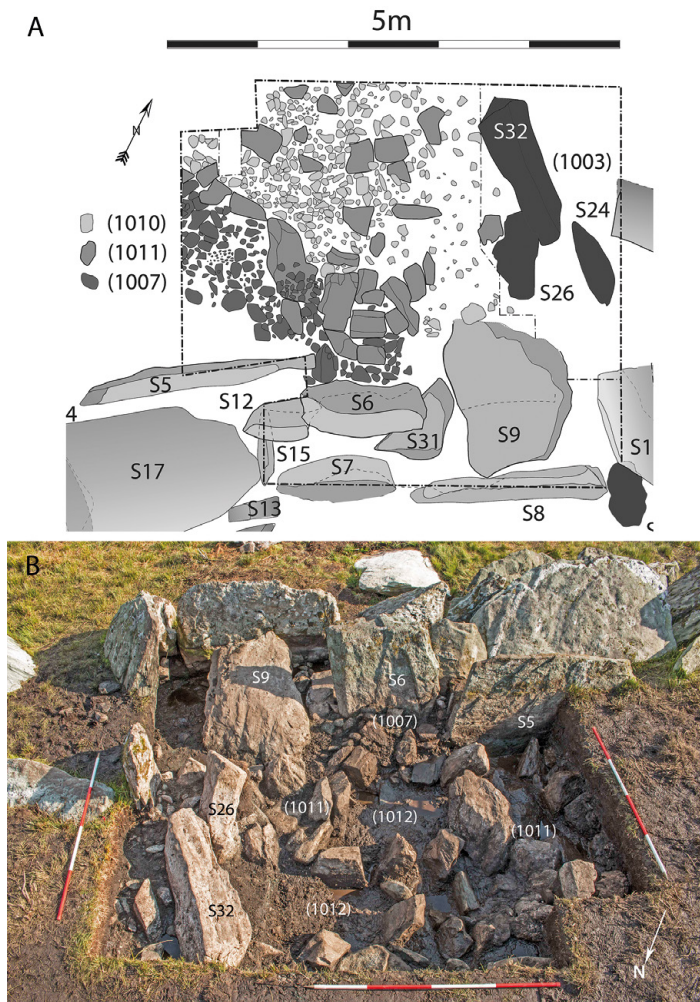 A
5m
N
S32
(1003)
S24
(1010)
(1011)
(1007)
S26
S5
S12
S6
4
S31
S9
S1
S17
S15
S7
S13
S8
B
S9
S6
(1007)
S5
S26
(1011)
(1012)
(1011)
S32
(1012)
N